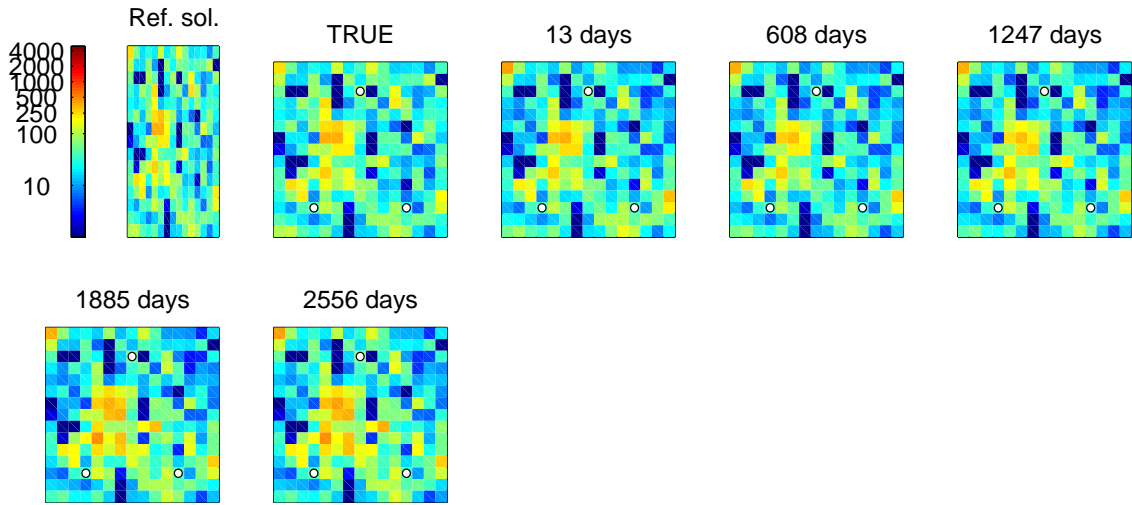 Ref. sol.
TRUE
13 days
608 days
1247 days
4000
2000
1000
500
250
100
10
1885 days
2556 days